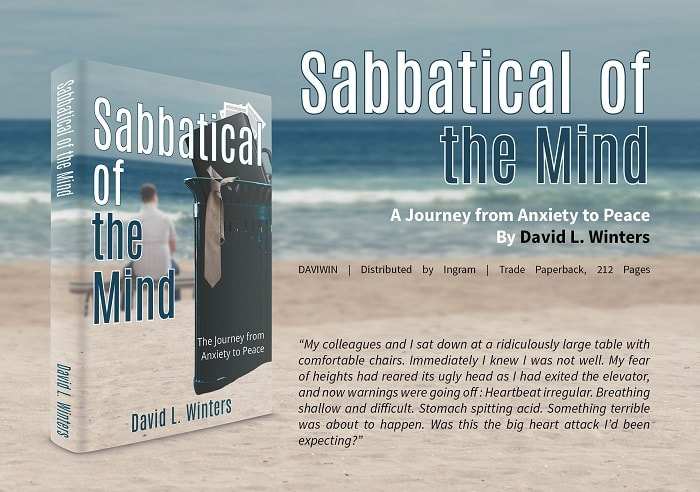 Sabbatical of the Mind
David L. Winters
Sabbatical
of
the
Mind
The Journey from
Anxiety to Peace
David L. Winters
Sabbatical of
the Mind
A Journey from Anxiety to Peace
By David L. Winters
DAVIWIN | Distributed by Ingram | Trade Paperback, 212 Pages
“My colleagues and I sat down at a ridiculously large table with
comfortable chairs. Immediately I knew I was not well. My fear
of heights had reared its ugly head as I had exited the elevator,
and now warnings were going off : Heartbeat irregular. Breathing
shallow and difficult. Stomach spitting acid. Something terrible
was about to happen. Was this the big heart attack I’d been
expecting?”